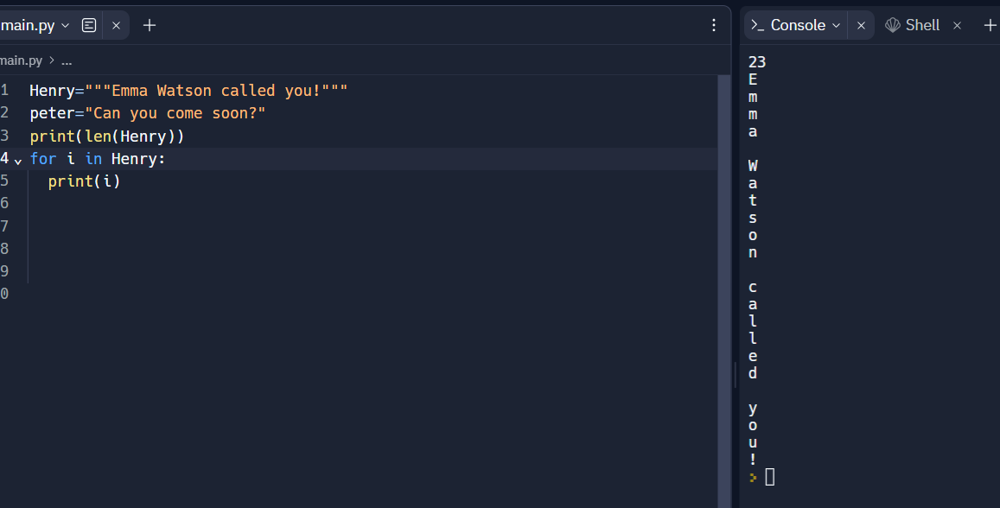 main.py
main.py > ...
1 Henry="""Emma Watson called you!"""
2 peter="Can you come soon?"
3 print(len(Henry))
4 for i in Henry:
5   print(i)
6
7
8
9
0
>_ Console
Shell
23
E
m
m
a

W
a
t
s
o
n

c
a
l
l
e
d

y
o
u
!
>